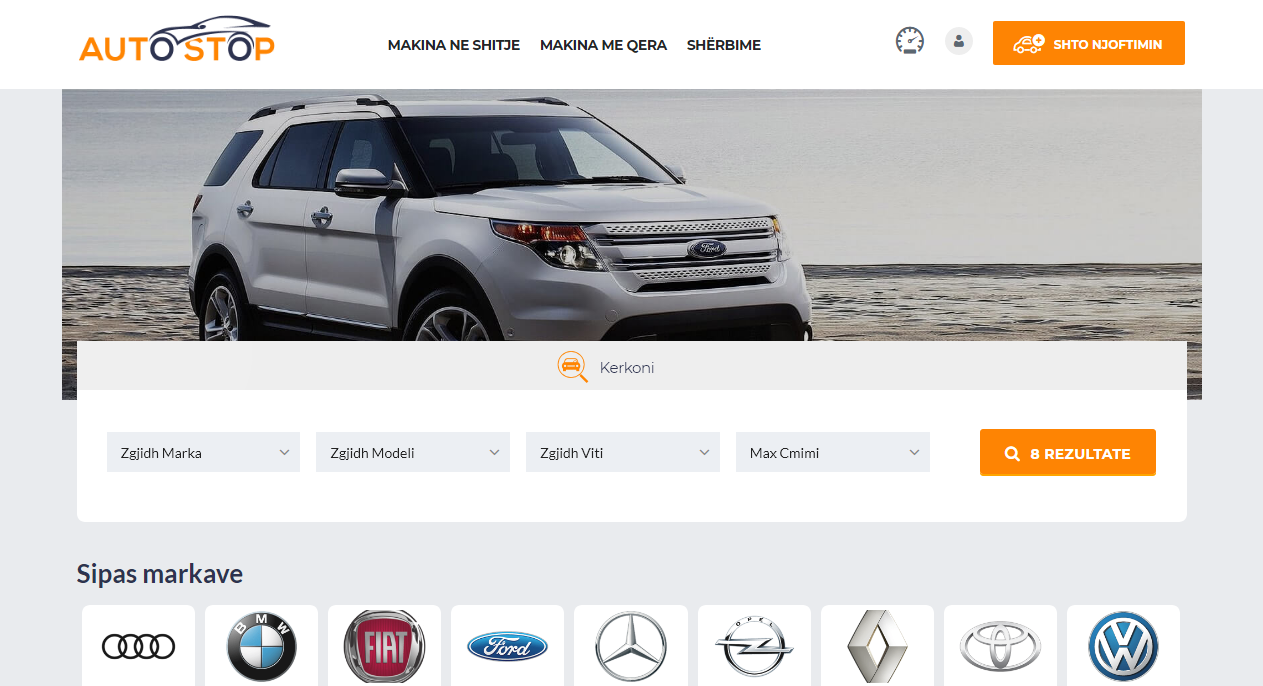 AUTO STOP
MAKINA NE SHITJE MAKINA ME QERA SHËRBIME
SHTO NJOFTIMIN
Ford
Kerkoni
Zgjidh Marka Zgjidh Modeli Zgjidh Viti Max Cmimi 8 REZULTATE
Sipas markave
BMW FIAT Ford OPEL